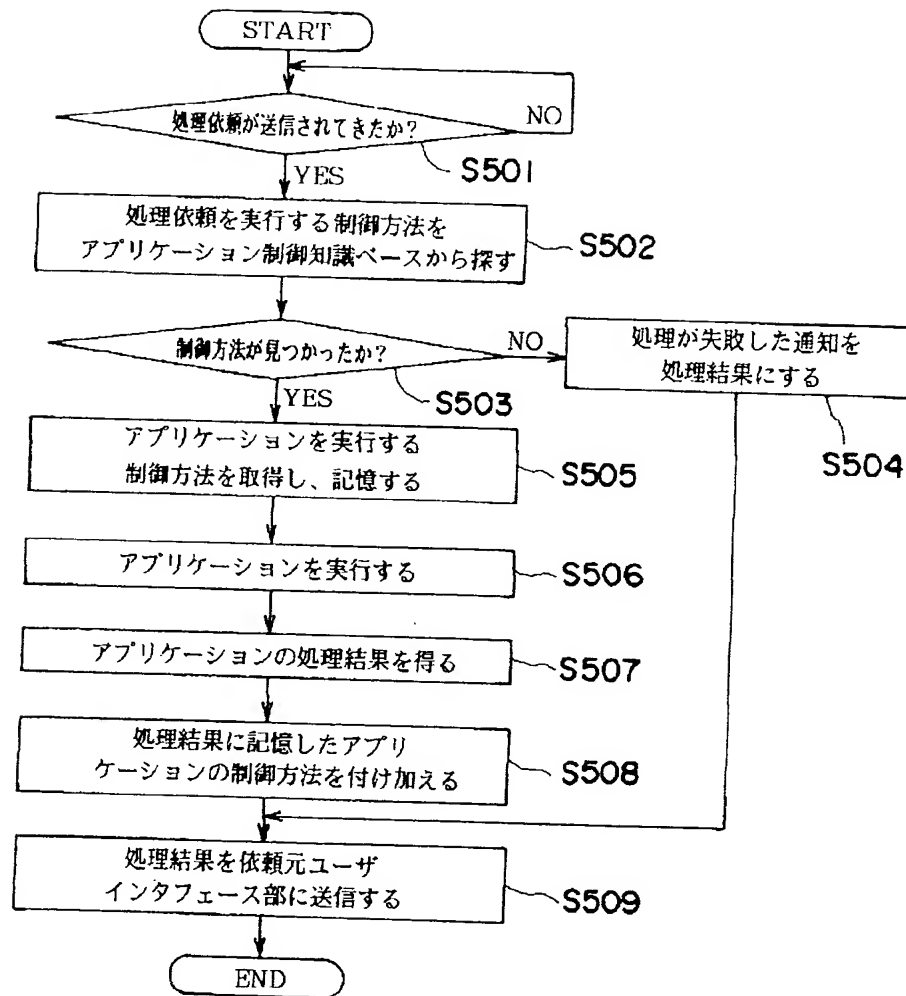 START
処理依頼が送信されてきたか?
NO
S501
YES
処理依頼を実行する制御方法を
アプリケーション制御知識ベースから探す
S502
制御方法が見つかったか?
NO
処理が失敗した通知を
処理結果にする
S503
YES
S504
アプリケーションを実行する
制御方法を取得し、記憶する
S505
アプリケーションを実行する
S506
アプリケーションの処理結果を得る
S507
処理結果に記憶したアプリ
ケーションの制御方法を付け加える
S508
処理結果を依頼元ユーザ
インタフェース部に送信する
S509
END